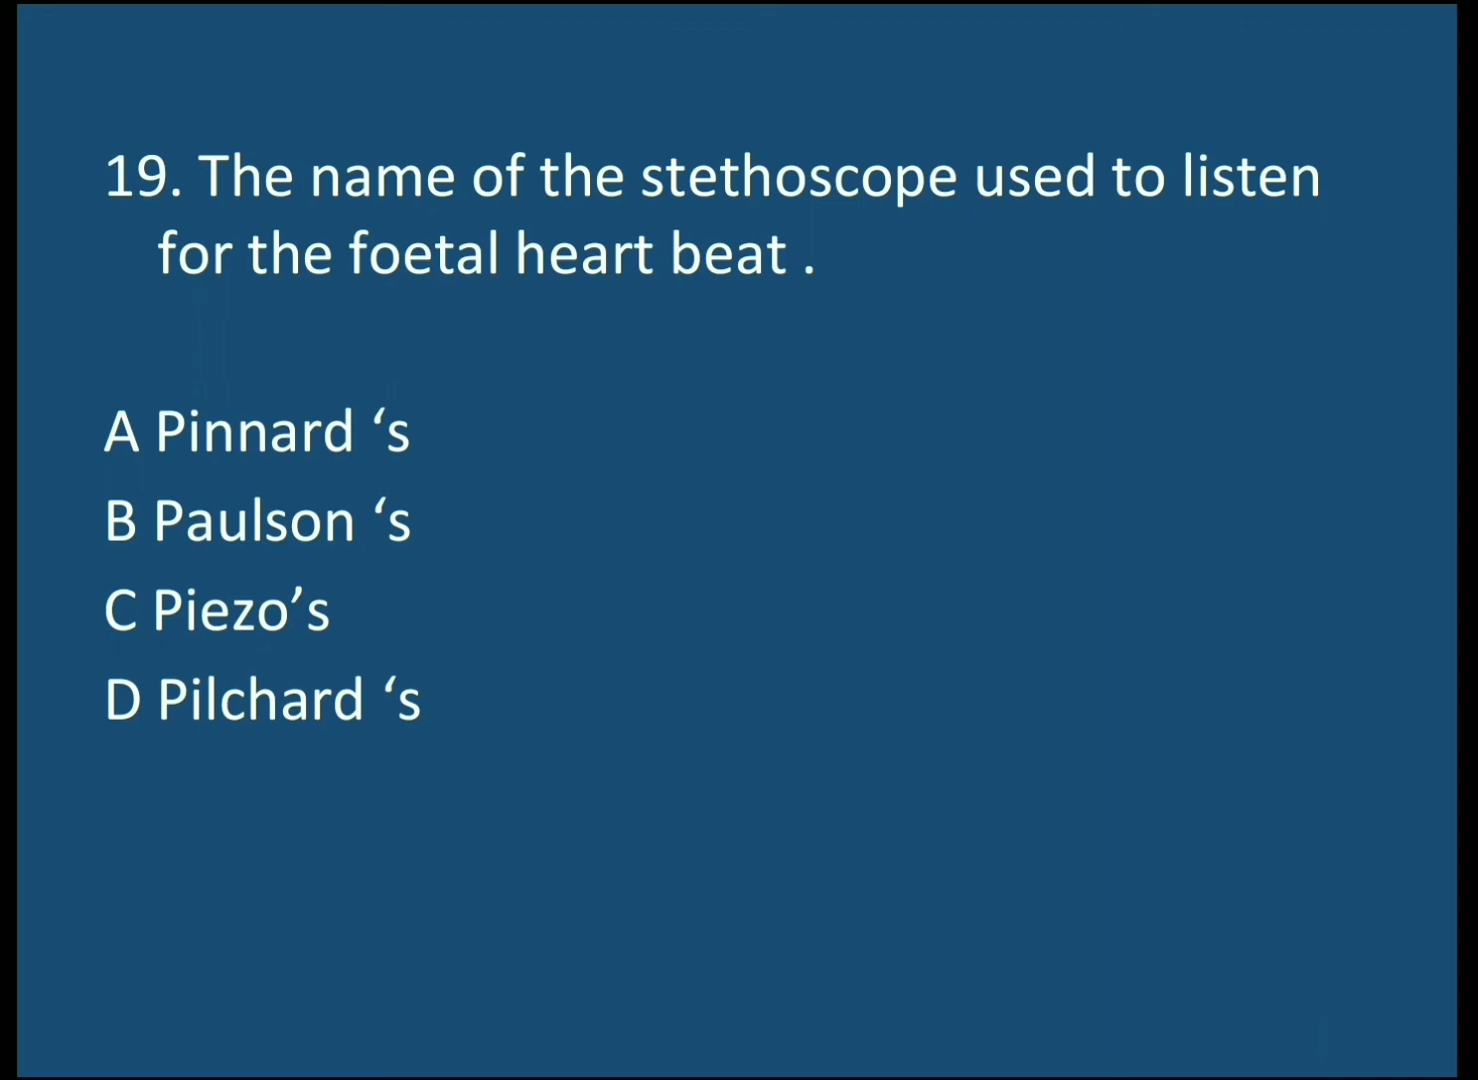 19. The name of the stethoscope used to listen
for the foetal heart beat .
A Pinnard ‘s
B Paulson ‘s
C Piezo’s
D Pilchard ‘s